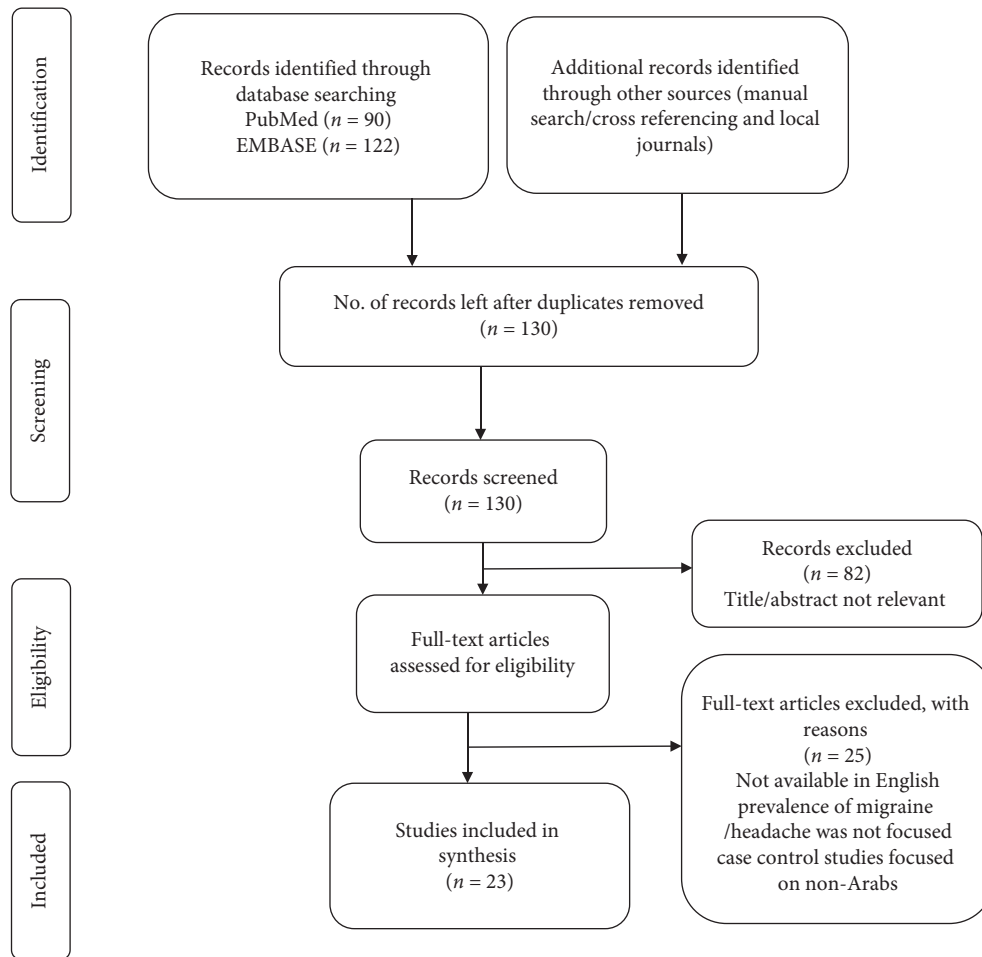 Identification
Records identified through
database searching
PubMed (n = 90)
EMBASE (n = 122)
Additional records identified
through other sources (manual
search/cross referencing and local
journals)
Screening
No. of records left after duplicates removed
(n = 130)
Records screened
(n = 130)
Records excluded
(n = 82)
Title/abstract not relevant
Eligibility
Full-text articles
assessed for eligibility
Full-text articles excluded, with
reasons
(n = 25)
Not available in English
prevalence of migraine
/headache was not focused
case control studies focused
on non-Arabs
Included
Studies included in
synthesis
(n = 23)